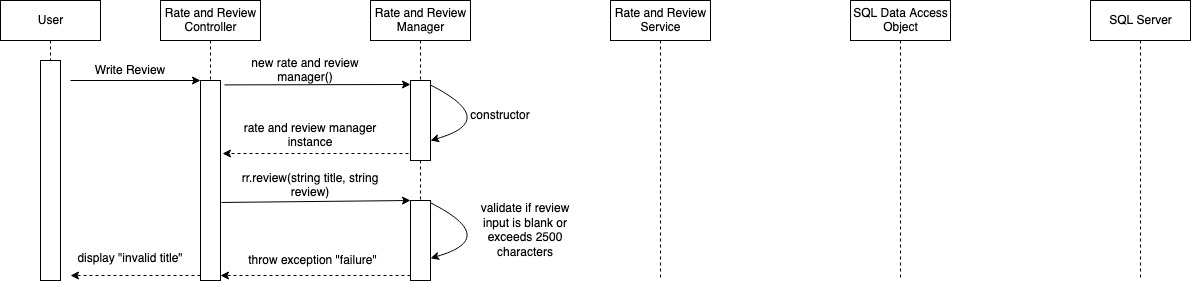 User
Rate and Review
Controller
Rate and Review
Manager
Rate and Review
Service
SQL Data Access
Object
SQL Server
Write Review
new rate and review
manager()
constructor
rate and review manager
instance
rr.review(string title, string
review)
validate if review
input is blank or
exceeds 2500
characters
display "invalid title"
throw exception "failure"